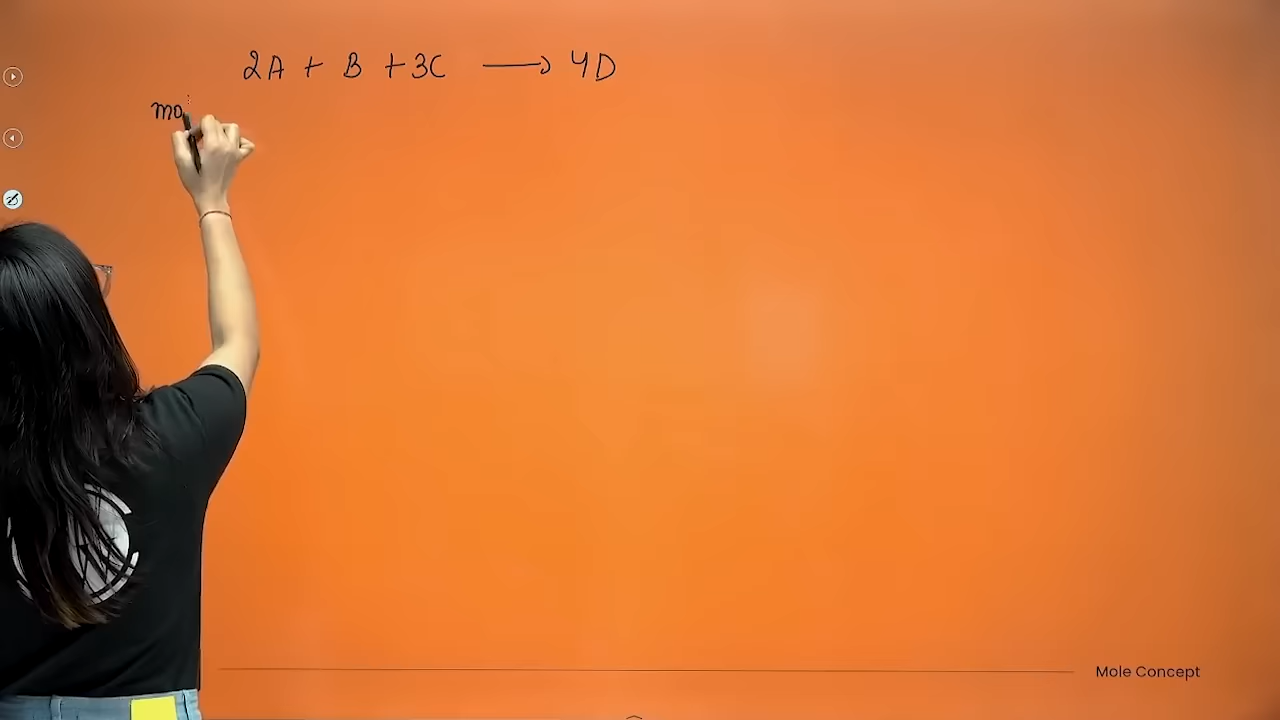 2A + B + 3C ⟶ 4D
mo
Mole Concept